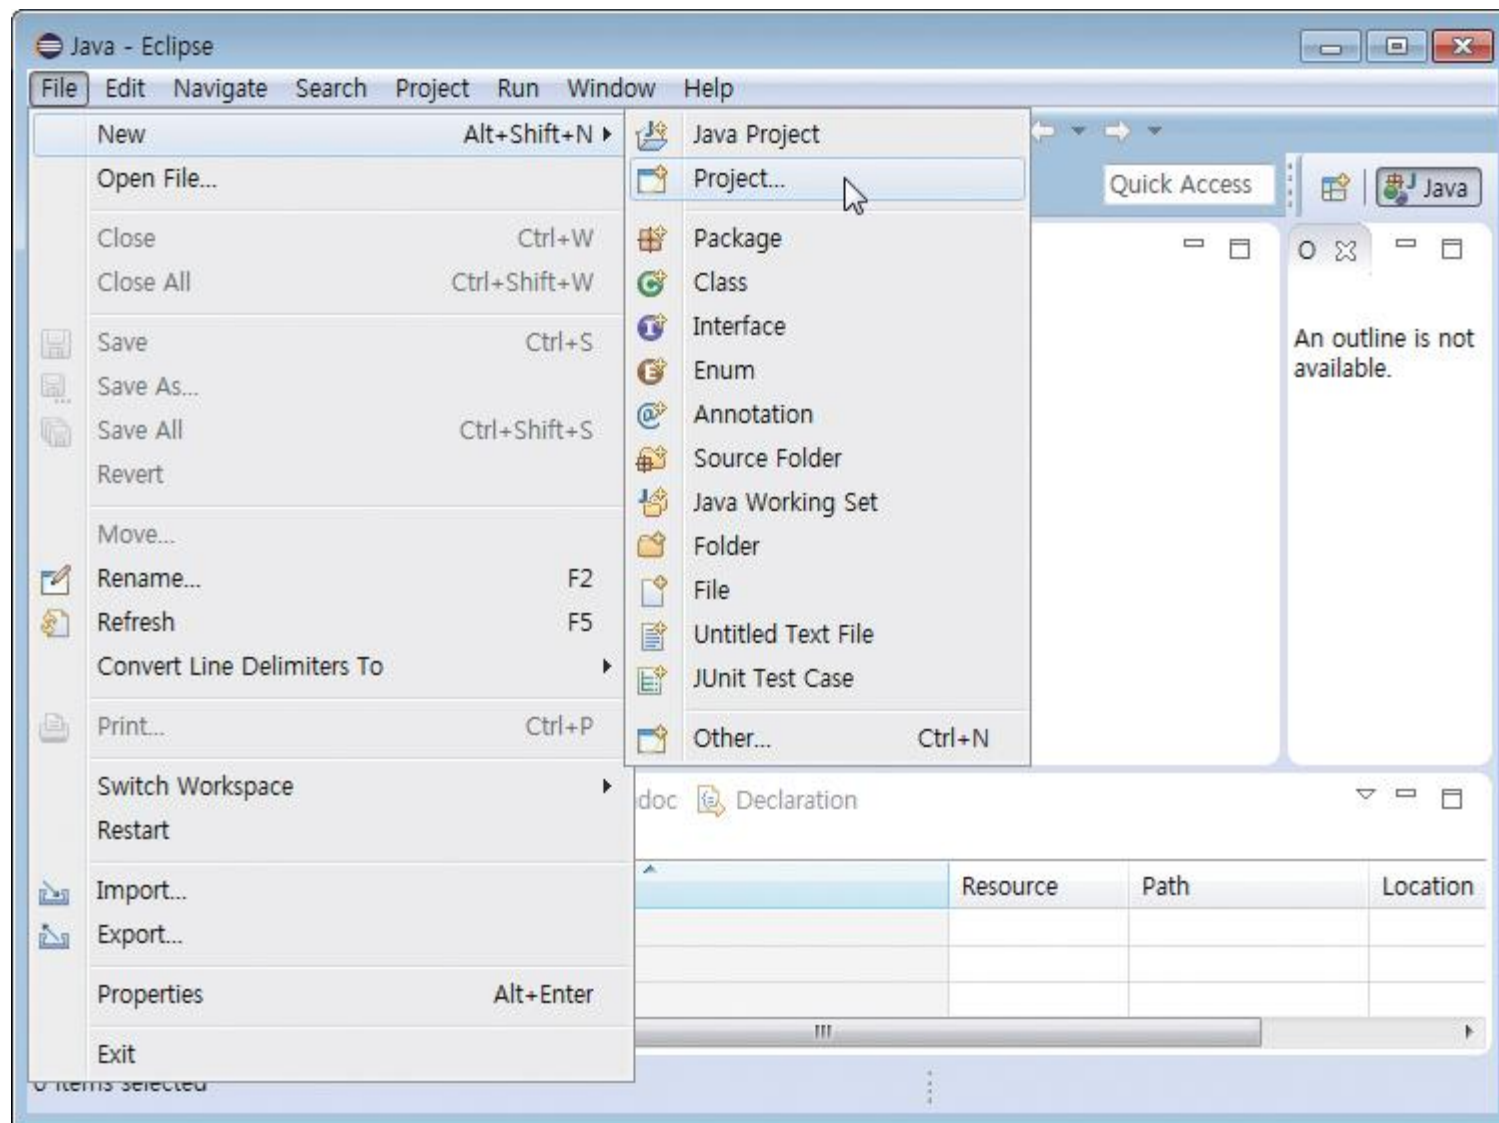 Java - Eclipse
File Edit Navigate Search Project Run Window Help
New Alt+Shift+N
Open File...
Close Ctrl+W
Close All Ctrl+Shift+W
Save Ctrl+S
Save As...
Save All Ctrl+Shift+S
Revert
Move...
Rename... F2
Refresh F5
Convert Line Delimiters To
Print... Ctrl+P
Switch Workspace
Restart
Import...
Export...
Properties Alt+Enter
Exit
Java Project
Project...
Package
Class
Interface
Enum
Annotation
Source Folder
Java Working Set
Folder
File
Untitled Text File
JUnit Test Case
Other... Ctrl+N
Quick Access
Java
O
An outline is not
available.
doc Declaration
Resource Path Location
0 items selected